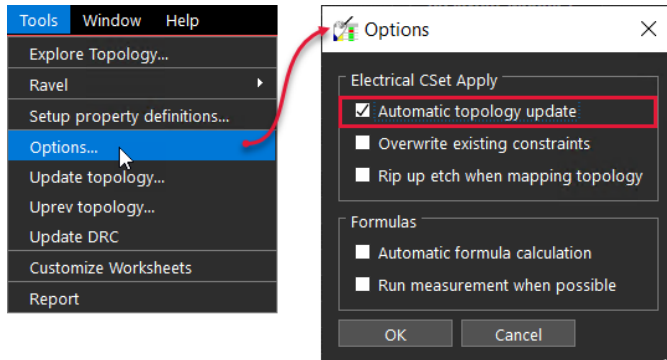 Tools Window Help
Explore Topology...
Ravel
Setup property definitions...
Options...
Update topology...
Uprev topology...
Update DRC
Customize Worksheets
Report
Options
Electrical CSet Apply
Automatic topology update
Overwrite existing constraints
Rip up etch when mapping topology
Formulas
Automatic formula calculation
Run measurement when possible
OK Cancel